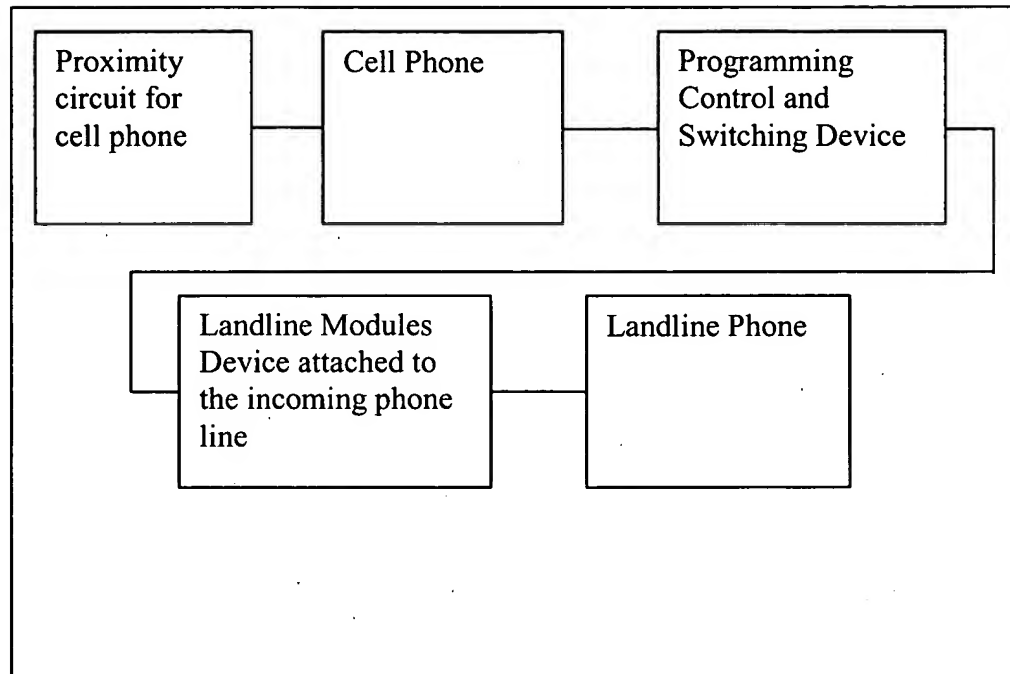 Proximity
circuit for
cell phone
Cell Phone
Programming
Control and
Switching Device
Landline Modules
Device attached to
the incoming phone
line
Landline Phone